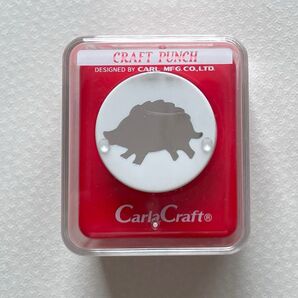 CRAFT PUNCH
DESIGNED BY CARL MFG.CO.,LTD.
CarlaCraft®